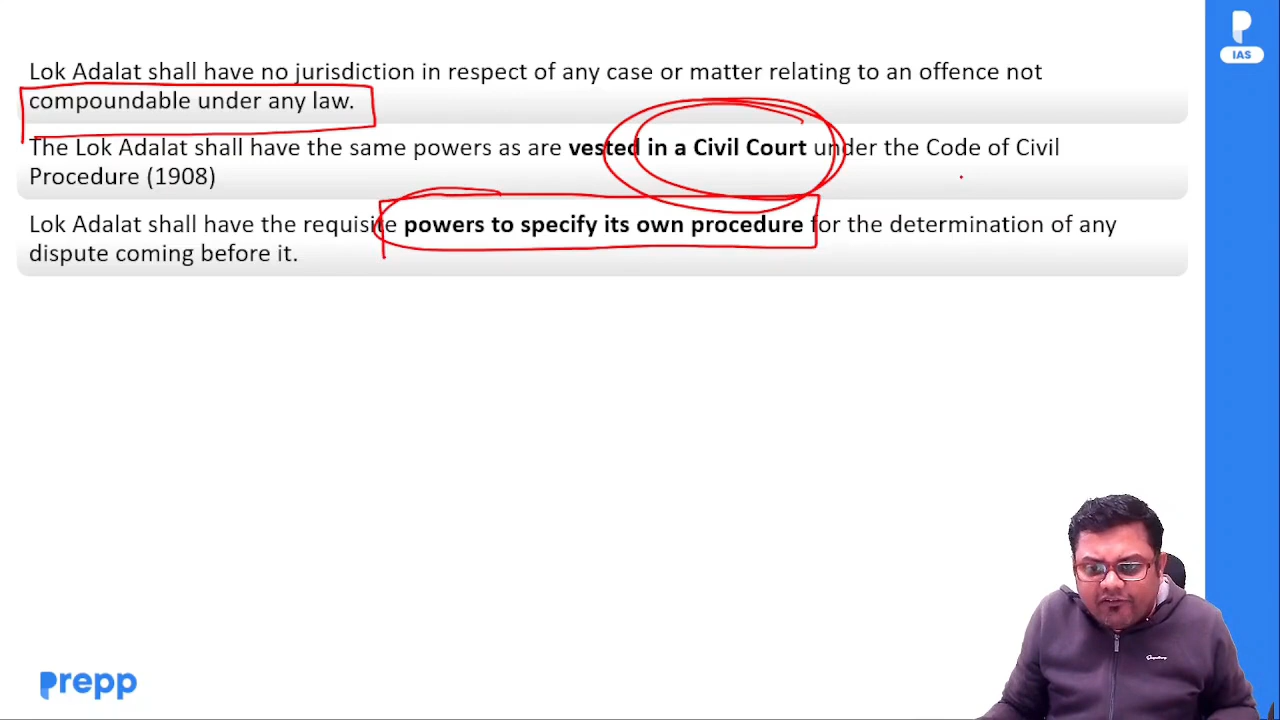 IAS
Lok Adalat shall have no jurisdiction in respect of any case or matter relating to an offence not
compoundable under any law.
The Lok Adalat shall have the same powers as are vested in a Civil Court under the Code of Civil
Procedure (1908)
Lok Adalat shall have the requisite powers to specify its own procedure for the determination of any
dispute coming before it.
prepp